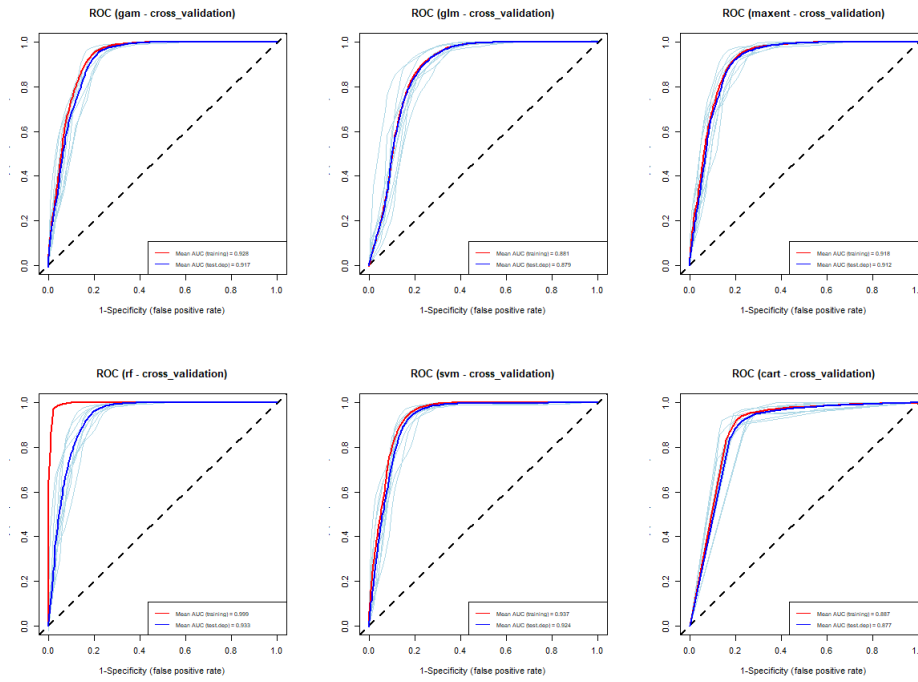 ROC (gam - cross_validation)
1.0
0.8
0.6
0.4
0.2
0.0
Mean AUC (training) = 0.928
Mean AUC (test.dep) = 0.917
0.0 0.2 0.4 0.6 0.8 1.0
1-Specificity (false positive rate)
ROC (glm - cross_validation)
1.0
0.8
0.6
0.4
0.2
0.0
Mean AUC (training) = 0.881
Mean AUC (test.dep) = 0.879
0.0 0.2 0.4 0.6 0.8 1.0
1-Specificity (false positive rate)
ROC (maxent - cross_validation)
1.0
0.8
0.6
0.4
0.2
0.0
Mean AUC (training) = 0.918
Mean AUC (test.dep) = 0.912
0.0 0.2 0.4 0.6 0.8 1.0
1-Specificity (false positive rate)
ROC (rf - cross_validation)
1.0
0.8
0.6
0.4
0.2
0.0
Mean AUC (training) = 0.999
Mean AUC (test.dep) = 0.933
0.0 0.2 0.4 0.6 0.8 1.0
1-Specificity (false positive rate)
ROC (svm - cross_validation)
1.0
0.8
0.6
0.4
0.2
0.0
Mean AUC (training) = 0.937
Mean AUC (test.dep) = 0.924
0.0 0.2 0.4 0.6 0.8 1.0
1-Specificity (false positive rate)
ROC (cart - cross_validation)
1.0
0.8
0.6
0.4
0.2
0.0
Mean AUC (training) = 0.887
Mean AUC (test.dep) = 0.877
0.0 0.2 0.4 0.6 0.8 1.0
1-Specificity (false positive rate)